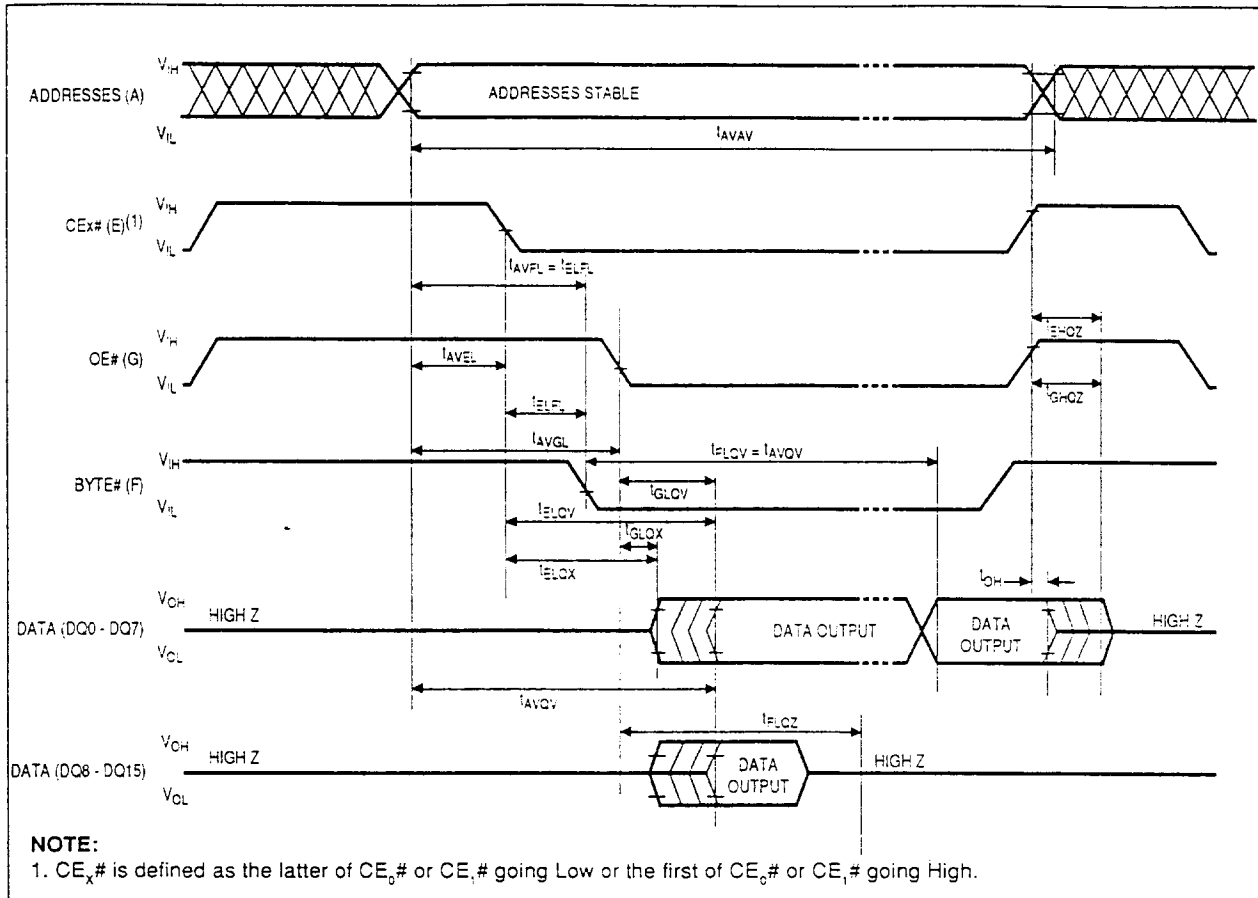 V_IH
ADDRESSES (A)
ADDRESSES STABLE
V_IL
t_AVAV
V_IH
CEx# (E)(1)
V_IL
t_AVFL = t_ELFL
V_IH
t_EHQZ
OE# (G)
t_AVEL
V_IL
t_GHQZ
t_ELFL
t_AVGL
t_FLQV = t_AVQV
V_IH
BYTE# (F)
t_GLQV
V_IL
t_ELQV
t_GLQX
t_ELQX
t_OH
V_OH
HIGH Z
DATA (DQ0 - DQ7)
DATA OUTPUT
DATA
OUTPUT
HIGH Z
V_OL
t_AVQV
t_FLQZ
V_OH
HIGH Z
HIGH Z
DATA (DQ8 - DQ15)
DATA
OUTPUT
V_OL
NOTE:
1. CE_X# is defined as the latter of CE_0# or CE_1# going Low or the first of CE_0# or CE_1# going High.